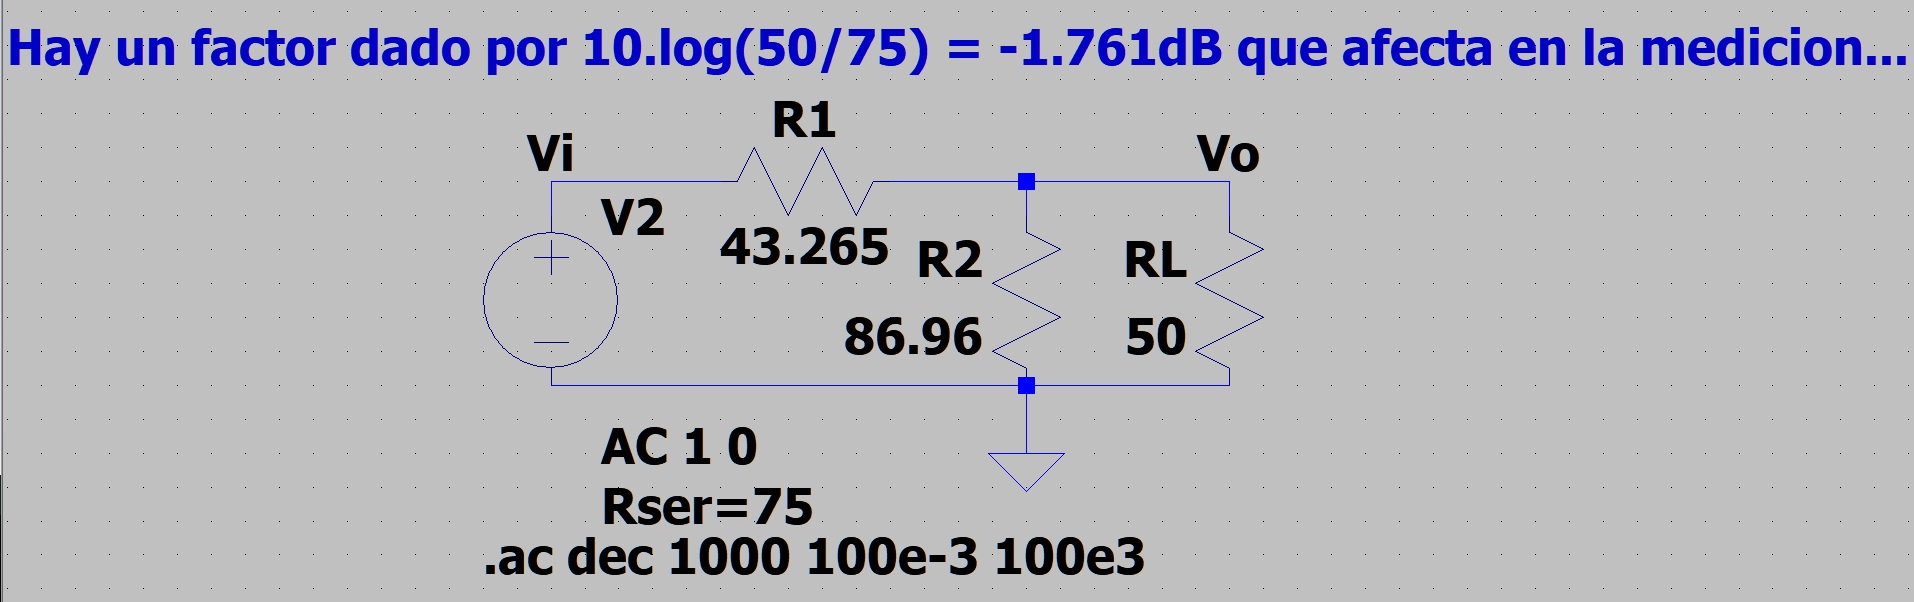 Hay un factor dado por 10.log(50/75) = -1.761dB que afecta en la medicion...
R1
Vi
Vo
V2
43.265
R2
RL
86.96
50
AC 1 0
Rser=75
.ac dec 1000 100e-3 100e3